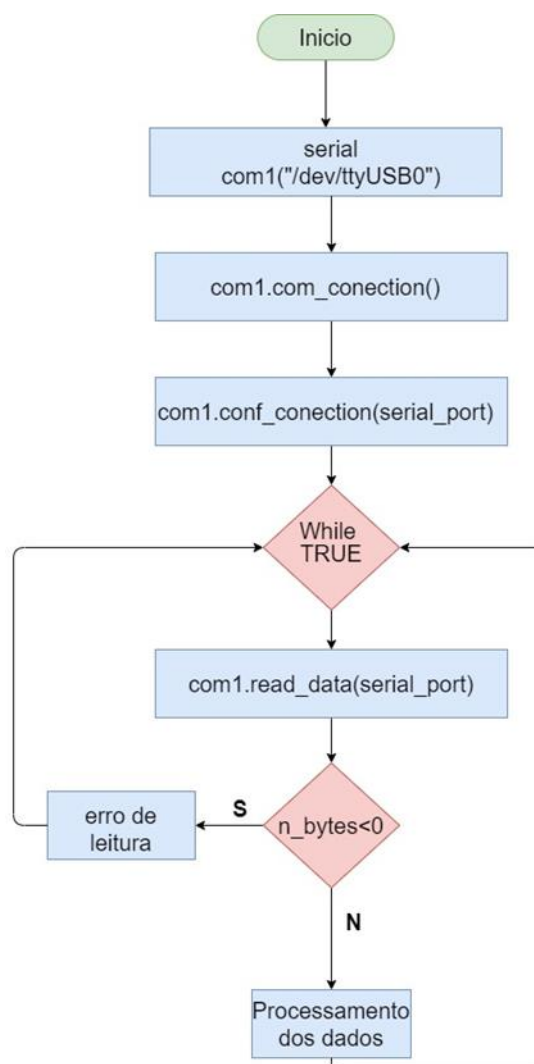 Inicio
serial
com1("/dev/ttyUSB0")
com1.com_conection()
com1.conf_conection(serial_port)
While
TRUE
com1.read_data(serial_port)
n_bytes<0
S
erro de
leitura
N
Processamento
dos dados